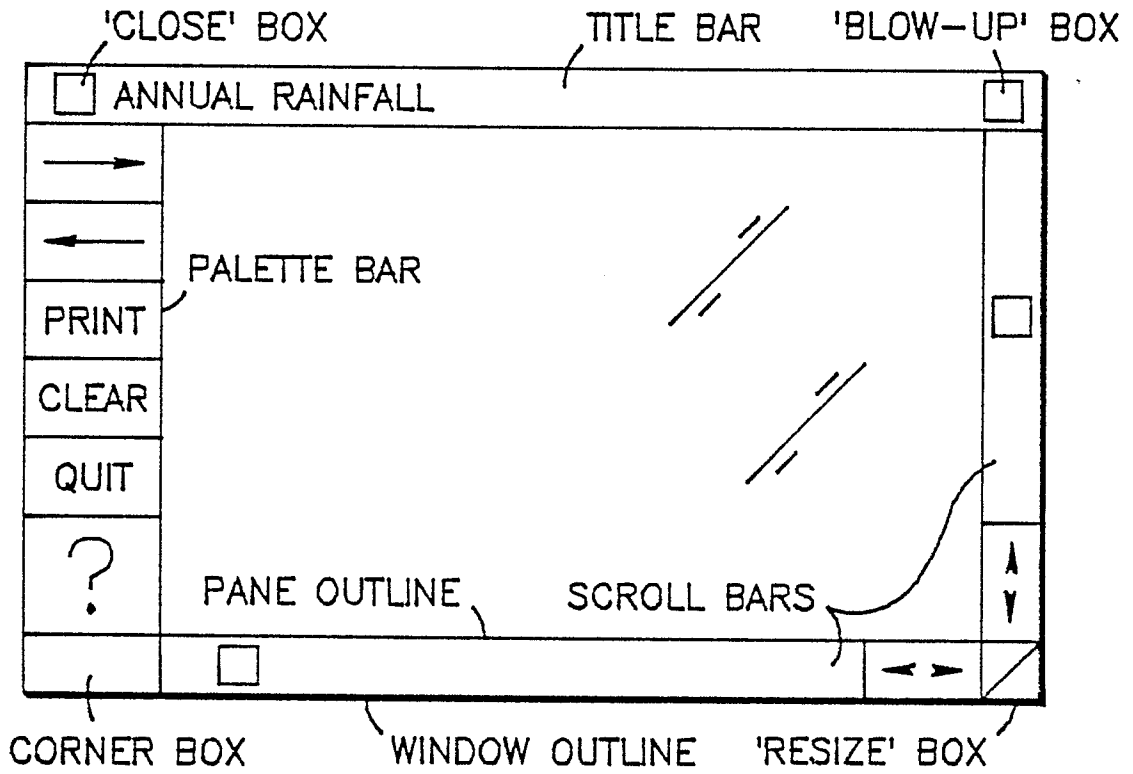 'CLOSE' BOX
TITLE BAR
'BLOW-UP' BOX
ANNUAL RAINFALL
PALETTE BAR
PRINT
CLEAR
QUIT
?
PANE OUTLINE
SCROLL BARS
CORNER BOX
WINDOW OUTLINE
'RESIZE' BOX